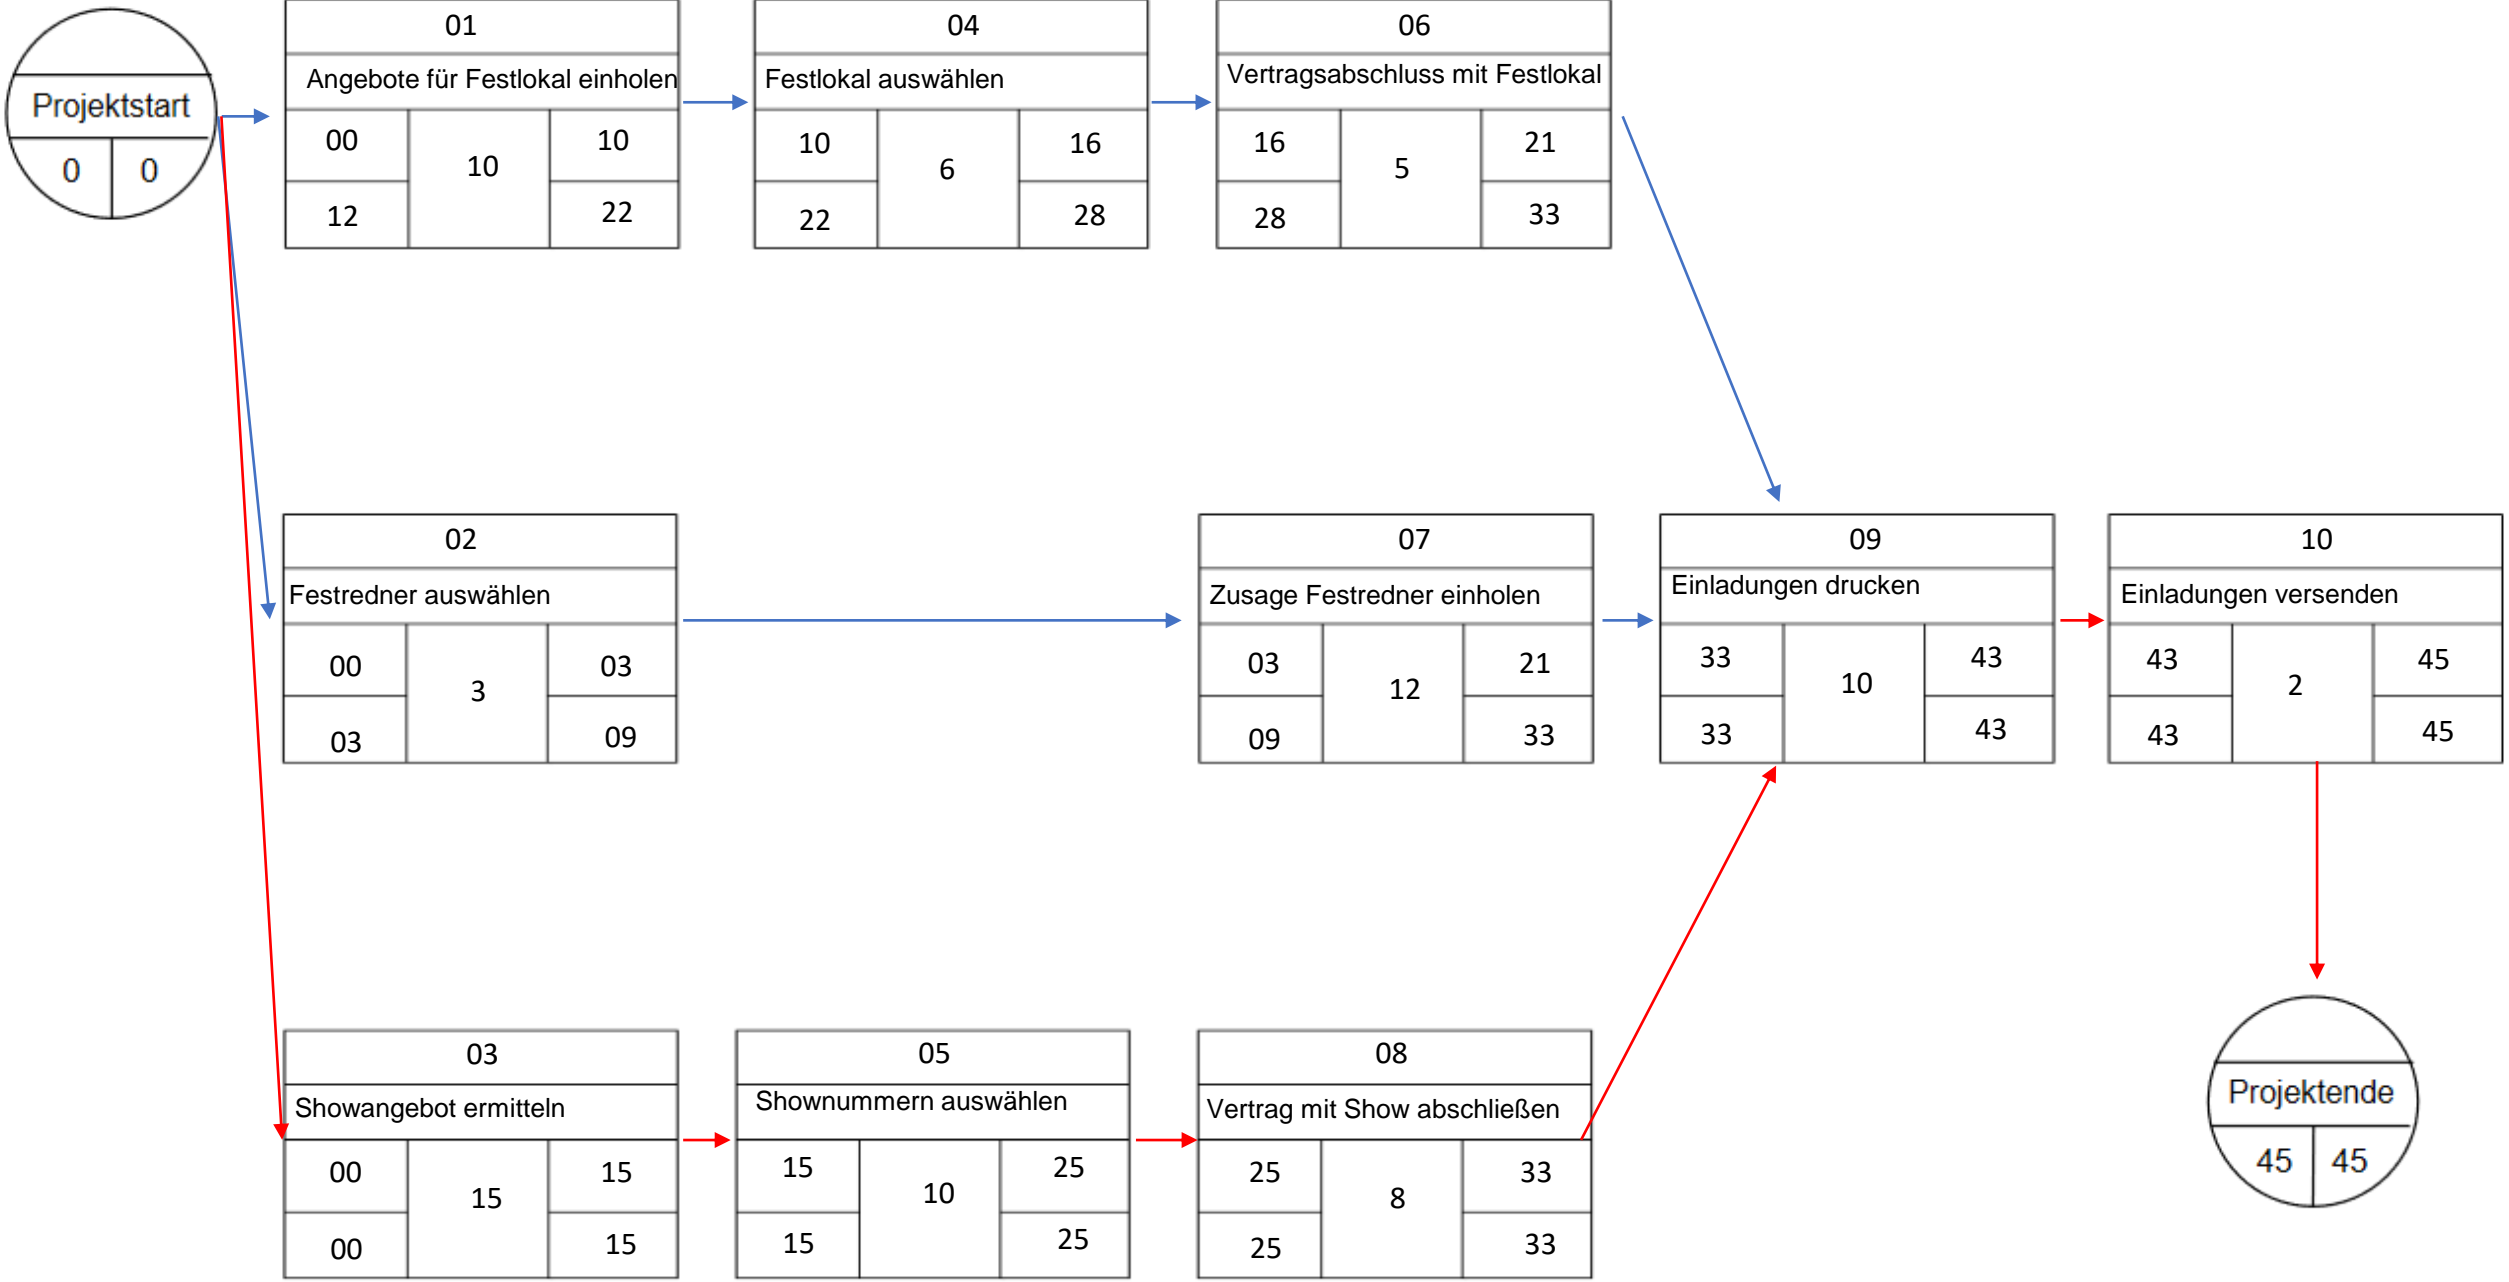 Projektstart
0 0
01
Angebote für Festlokal einholen
00 10 10
12 22
04
Festlokal auswählen
10 6 16
22 28
06
Vertragsabschluss mit Festlokal
16 5 21
28 33
02
Festredner auswählen
00 3 03
03 09
07
Zusage Festredner einholen
03 12 21
09 33
09
Einladungen drucken
33 10 43
33 43
10
Einladungen versenden
43 2 45
43 45
03
Showangebot ermitteln
00 15 15
00 15
05
Shownummern auswählen
15 10 25
15 25
08
Vertrag mit Show abschließen
25 8 33
25 33
Projektende
45 45